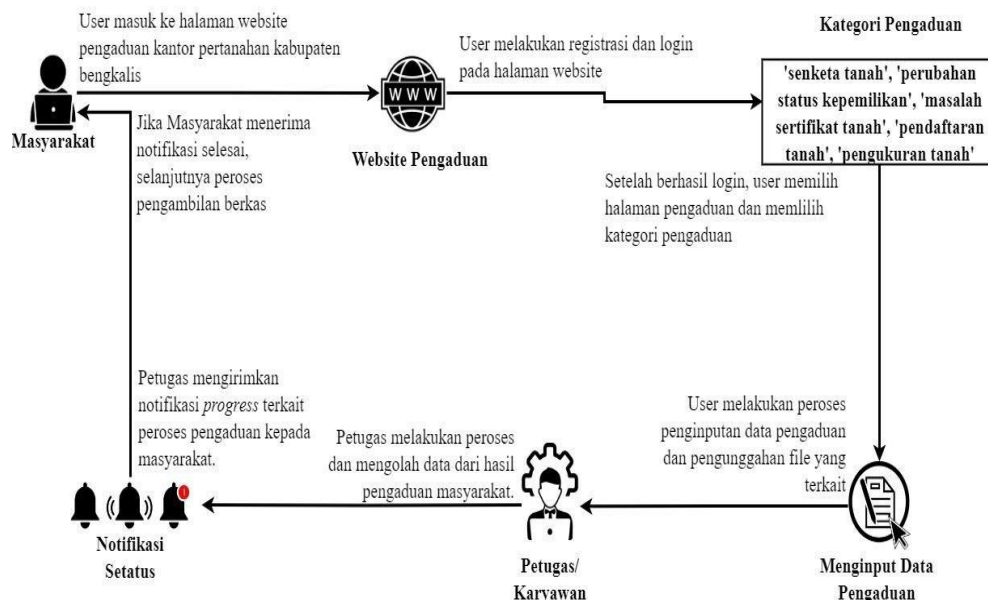 User masuk ke halaman website
pengaduan kantor pertanahan kabupaten
bengkalis
Masyarakat
User melakukan registrasi dan login
pada halaman website
WWW
Website Pengaduan
Kategori Pengaduan
'senketa tanah', 'perubahan
status kepemilikan', 'masalah
sertifikat tanah', 'pendaftaran
tanah', 'pengukuran tanah'
Setelah berhasil login, user memilih
halaman pengaduan dan memlilih
kategori pengaduan
User melakukan peroses
penginputan data pengaduan
dan pengunggahan file yang
terkait
Menginput Data
Pengaduan
Petugas melakukan peroses
dan mengolah data dari hasil
pengaduan masyarakat.
Petugas/
Karyawan
Petugas mengirimkan
notifikasi progress terkait
peroses pengaduan kepada
masyarakat.
Notifikasi
Setatus
Jika Masyarakat menerima
notifikasi selesai,
selanjutnya peroses
pengambilan berkas